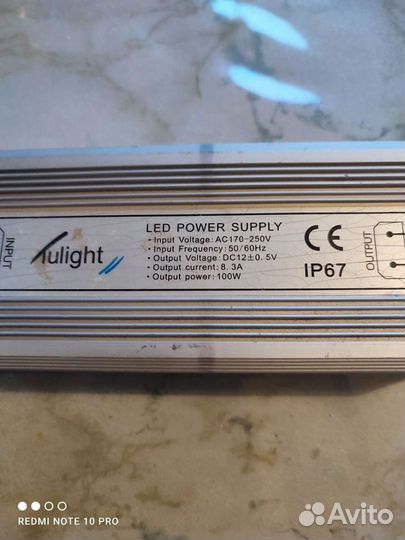 INPUT
Tulight
LED POWER SUPPLY
· Input Voltage: AC170-250V
· Input Frequency: 50/60Hz
· Output Voltage: DC12±0.5V
· Output current: 8.3A
· Output power: 100W
CE
IP67
OUTPUT
REDMI NOTE 10 PRO
Avito